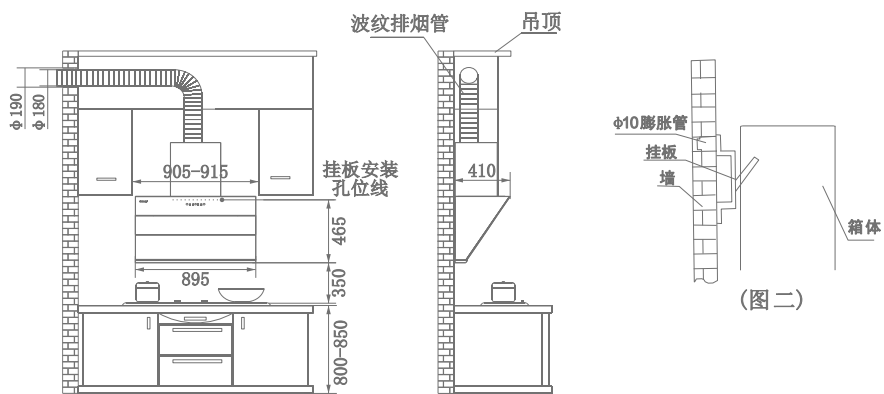 波纹排烟管
吊顶
φ190
φ180
905-915
挂板安装
孔位线
465
895
350
800-850
410
φ10膨胀管
挂板
墙
箱体
(图二)